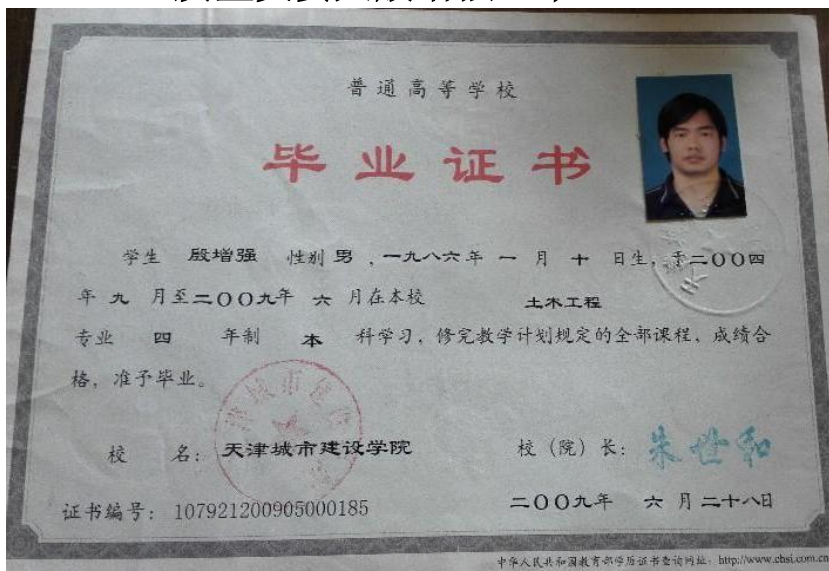 普通高等学校
毕业证书
学生 殷增强 性别 男 ，一九八六年 一 月 十 日生，于二〇〇四
年 九 月至二〇〇九年 六 月在本校 土木工程
专业 四 年制 本 科学习，修完教学计划规定的全部课程，成绩合
格，准予毕业。
校 名：天津城市建设学院 校（院）长：朱世和
证书编号：107921200905000185 二〇〇九年 六 月 二十八日
中华人民共和国教育部学历证书查询网址：http://www.chsi.com.cn